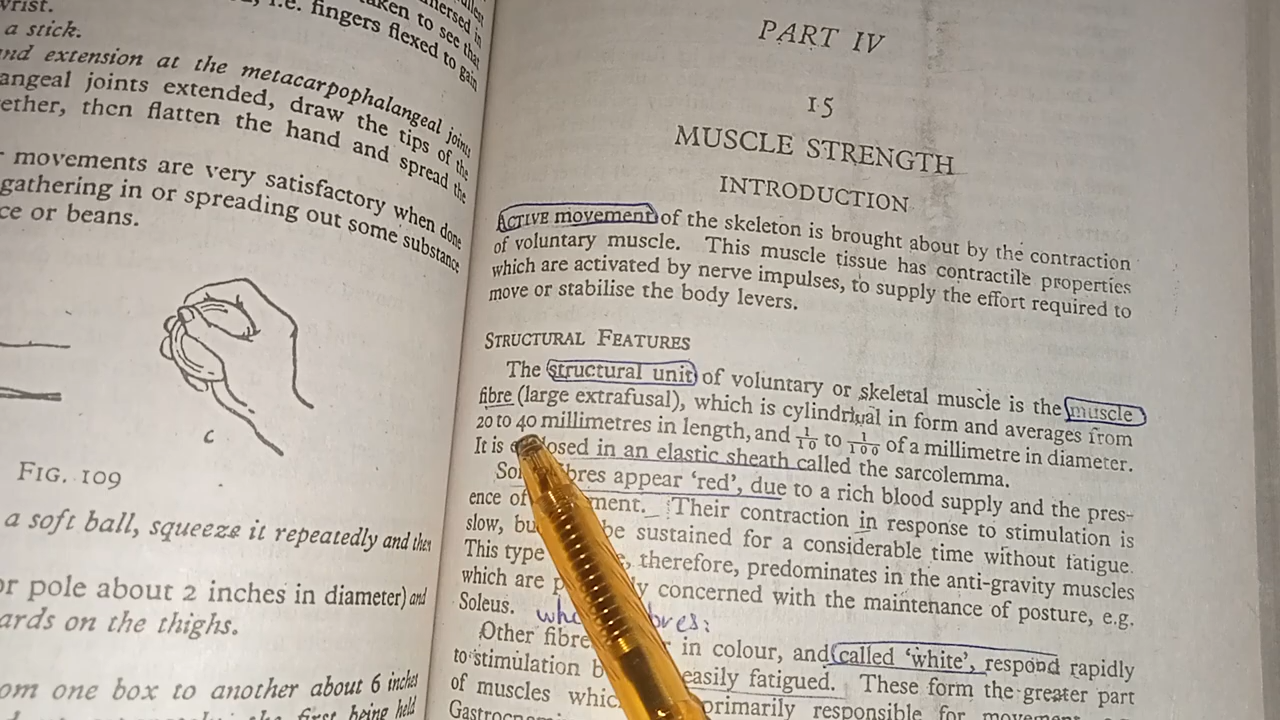 wrist.
a stick.
and extension at the metacarpophalangeal joints
angeal joints extended, draw the tips of the
ether, then flatten the hand and spread the
i.e. fingers flexed to gain
taken to see that
mersed in
movements are very satisfactory when done
gathering in or spreading out some substance
ce or beans.
c
FIG. 109
a soft ball, squeeze it repeatedly and then
or pole about 2 inches in diameter) and
ards on the thighs.
om one box to another about 6 inches
the first being held
PART IV
15
MUSCLE STRENGTH
INTRODUCTION
ACTIVE movement of the skeleton is brought about by the contraction
of voluntary muscle. This muscle tissue has contractile properties
which are activated by nerve impulses, to supply the effort required to
move or stabilise the body levers.
STRUCTURAL FEATURES
The structural unit of voluntary or skeletal muscle is the muscle
fibre (large extrafusal), which is cylindrical in form and averages from
20 to 40 millimetres in length, and 1/10 to 1/100 of a millimetre in diameter.
It is enclosed in an elastic sheath called the sarcolemma.
fibres appear 'red', due to a rich blood supply and the pres-
ence of Their contraction in response to stimulation is
slow, be sustained for a considerable time without fatigue.
This type therefore, predominates in the anti-gravity muscles
which are concerned with the maintenance of posture, e.g.
Soleus.
Other in colour, and called 'white', respond rapidly
to stimulation easily fatigued. These form the greater part
of muscles primarily responsible for movement